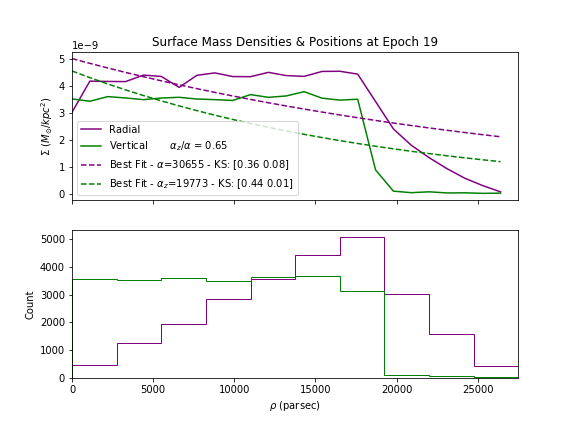 Surface Mass Densities & Positions at Epoch 19
1e−9
5
4
3
2
1
0
Σ (M⊙/kpc²)
Radial
Vertical α_z/α = 0.65
Best Fit - α=30655 - KS: [0.36 0.08]
Best Fit - α_z=19773 - KS: [0.44 0.01]
5000
4000
3000
2000
1000
0
Count
0 5000 10000 15000 20000 25000
ρ (parsec)